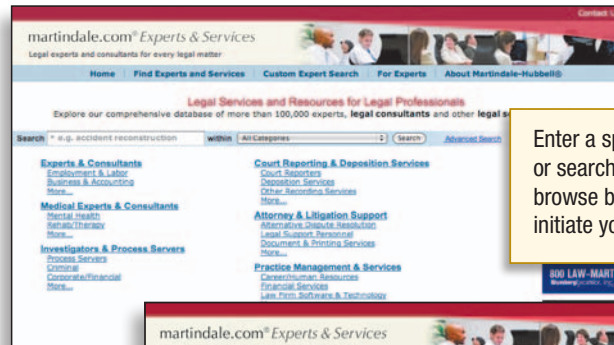 Contact
martindale.com® Experts & Services
Legal experts and consultants for every legal matter
Home Find Experts and Services Custom Expert Search For Experts About Martindale-Hubbell®
Legal Services and Resources for Legal Professionals
Explore our comprehensive database of more than 100,000 experts, legal consultants and other legal
Search * e.g. accident reconstruction within All Categories Search Advanced Search
Experts & Consultants
Employment & Labor
Business & Accounting
More...
Medical Experts & Consultants
Mental Health
Rehab/Therapy
More...
Investigators & Process Servers
Process Servers
Criminal
Corporate/Financial
More...
Court Reporting & Deposition Services
Court Reporters
Deposition Services
Other Recording Services
More...
Attorney & Litigation Support
Alternative Dispute Resolution
Legal Support Personnel
Document & Printing Services
More...
Practice Management & Services
Career/Human Resources
Financial Services
Law Firm Software & Technology
Enter a sp
or search
browse b
initiate yo
800 LAW-MART
martindale.com® Experts & Services